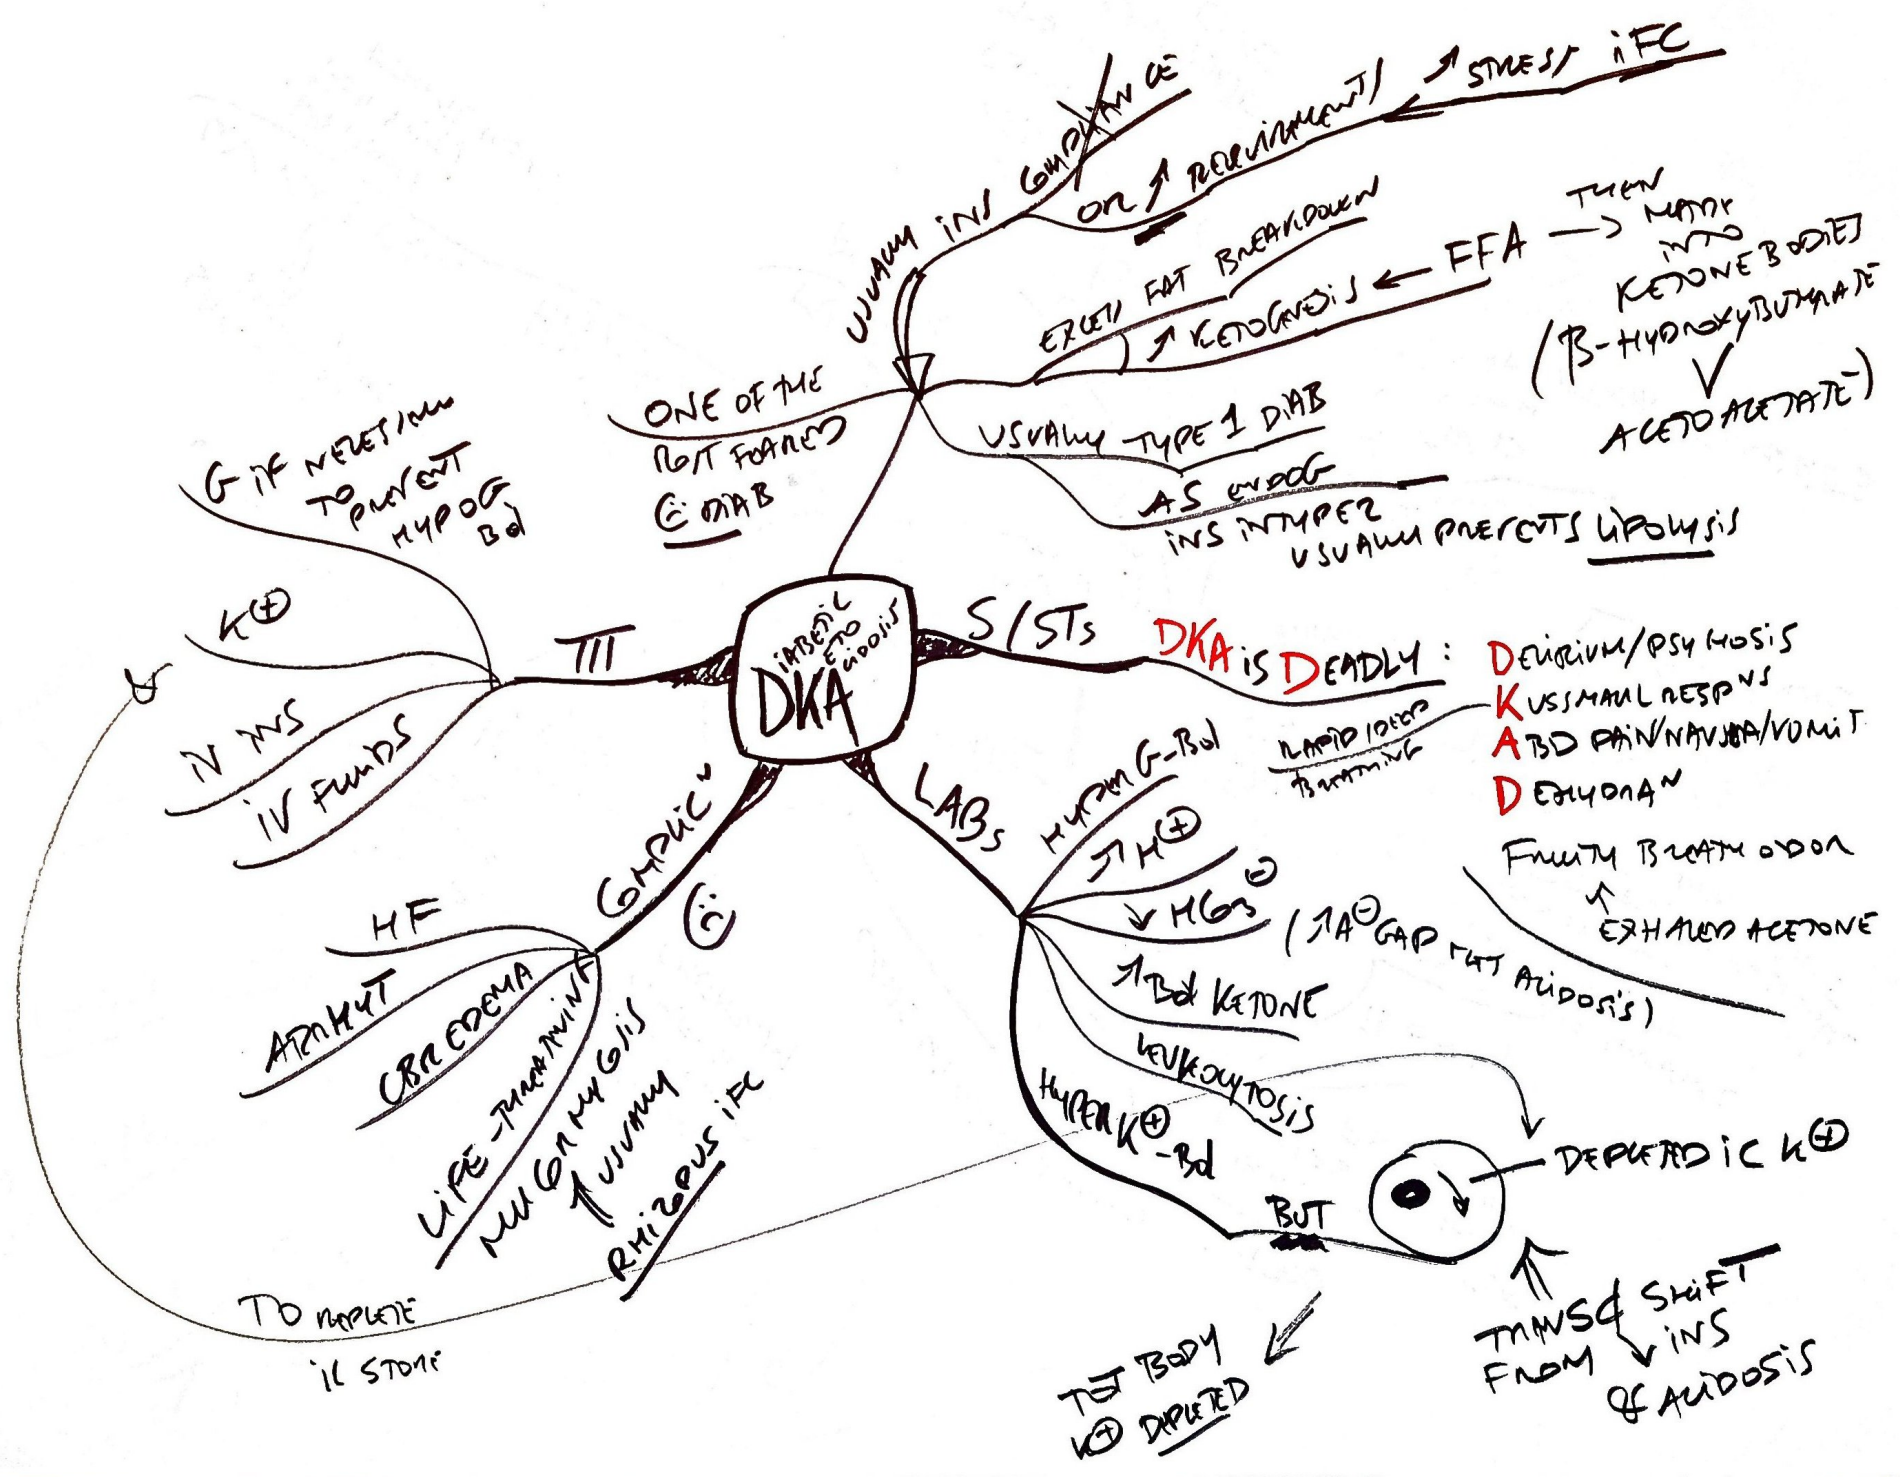 USUALLY INS COMPLIANCE
OR ↗ REQUIREMENTS
↗ STRESS iFC
EXCESS FAT BREAKDOWN
↗ KETOGENESIS ← FFA → THEN
MADE
INTO
KETONE BODIES
(β-HYDROXYBUTYRATE
ACETOACETATE)
USUALLY TYPE 1 DIAB
AS ENDOG
INS IN TYPE 2
USUALLY PREVENTS LIPOLYSIS
ONE OF THE
MOST FEARED
DIAB
G IF NECESSARY
TO
PREVENT
HYPOG
Bd
K⊕
IV INS
IV FLUIDS
TTT
DIABETIC
KETO
ACIDOSIS
DKA
S/STs
DKA iS DEADLY :
DELIRIUM/PSYCHOSIS
KUSSMAUL RESPNS
RAPID/DEEP
BREATHING
ABD PAIN/NAUSEA/VOMIT
DEHYDRAN
FRUITY BREATH ODOR
↑
EXHALED ACETONE
LABs
HYPER G-Bd
↗ H⊕
↘ HCO3⊖
(↗A⊖ GAP MET ACIDOSIS)
↗ Bd KETONE
LEUKOCYTOSIS
HYPER K⊕-Bd
BUT
DEPLETED IC K⊕
TRANSC SHIFT
FROM ↘ INS
& ACIDOSIS
TOT BODY
K⊕ DEPLETED
COMPLICN
HF
ARRHYT
CBR EDEMA
LIFE-THREATENING
MUCORMYCOSIS
↑ USUALLY
RHIZOPUS iFC
TO REPLETE
IC STORE